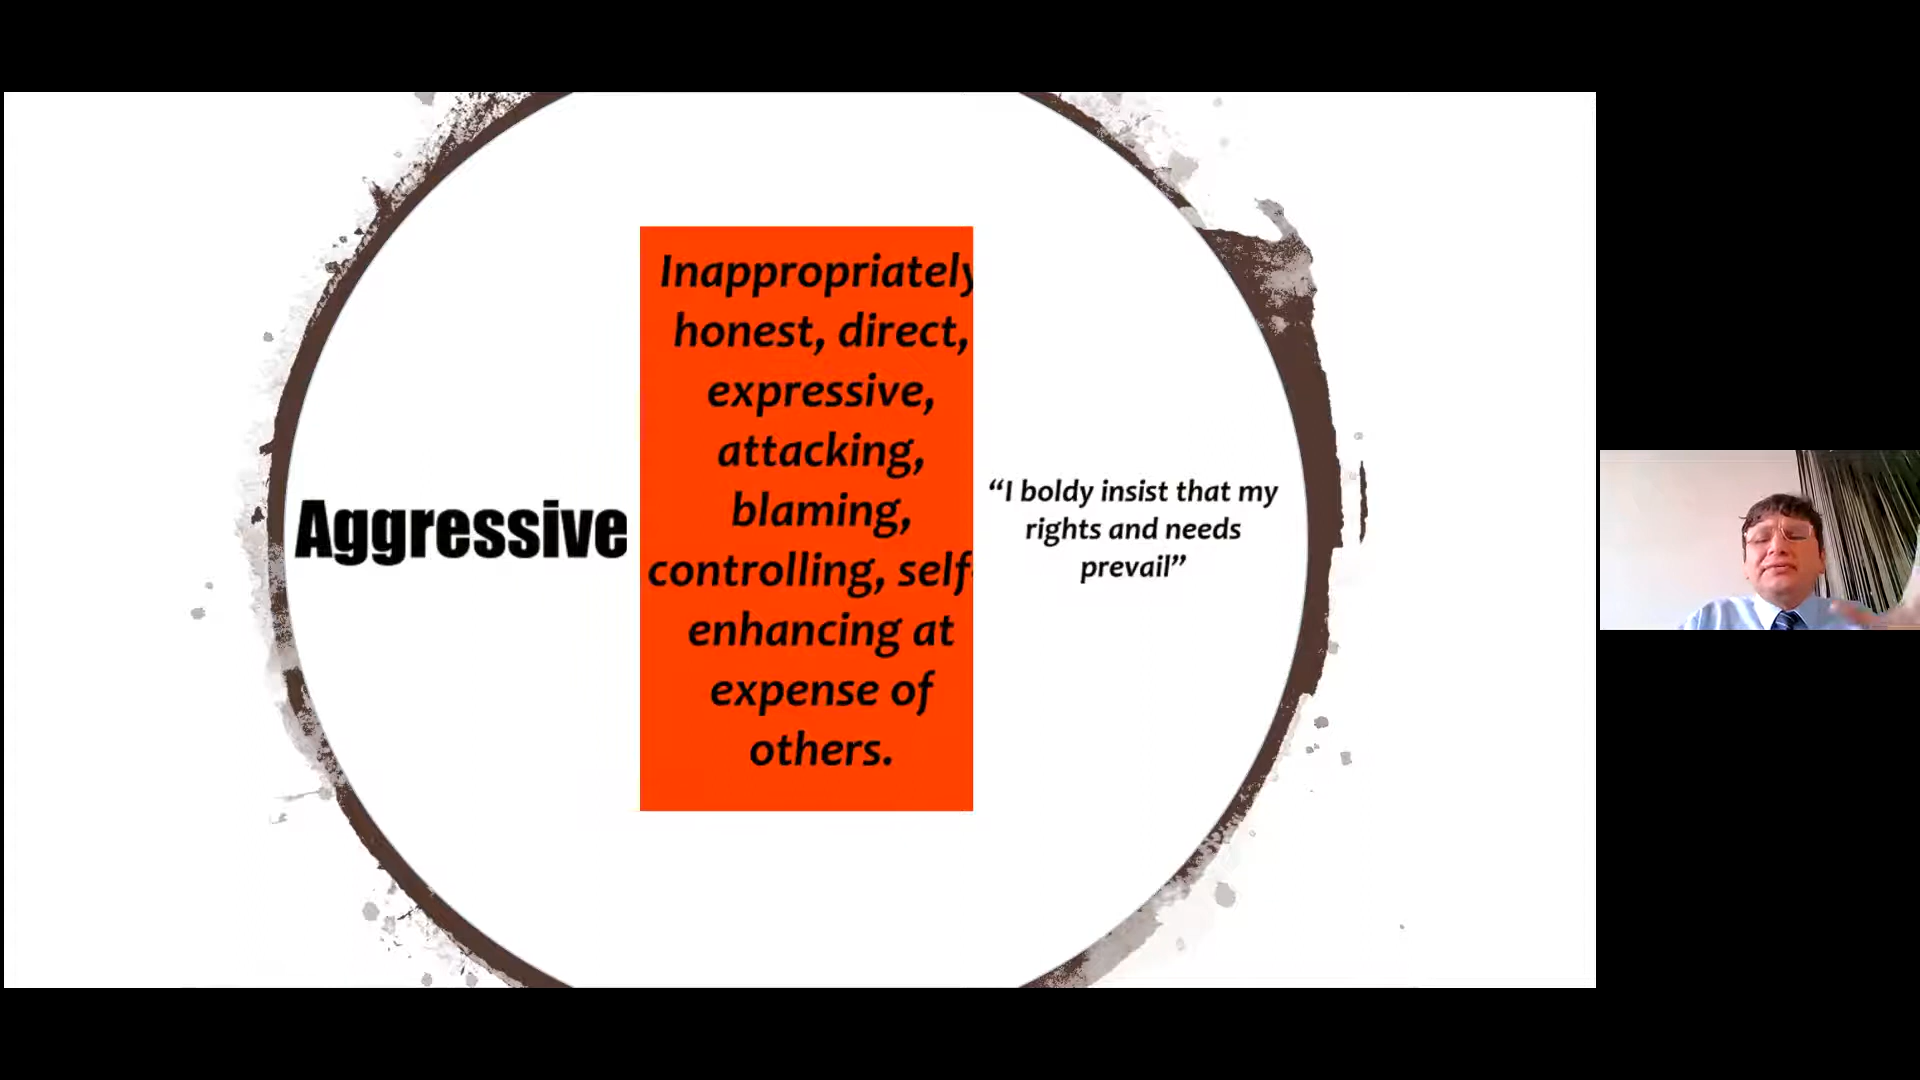 Aggressive
Inappropriately
honest, direct,
expressive,
attacking,
blaming,
controlling, self-
enhancing at
expense of
others.
“I boldy insist that my
rights and needs
prevail”